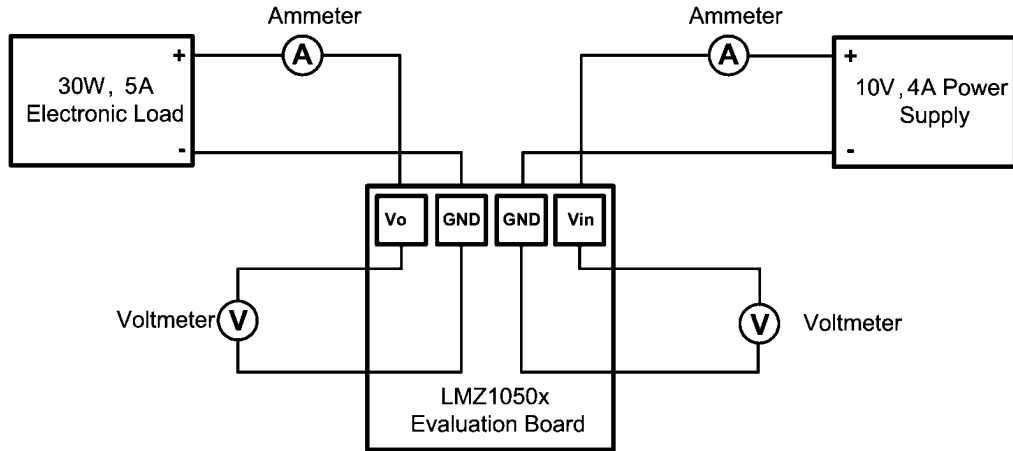 Ammeter
Ammeter
+
A
A
+
30W, 5A
Electronic Load
10V, 4A Power
Supply
-
-
Vo
GND
GND
Vin
Voltmeter
V
V
Voltmeter
LMZ1050x
Evaluation Board